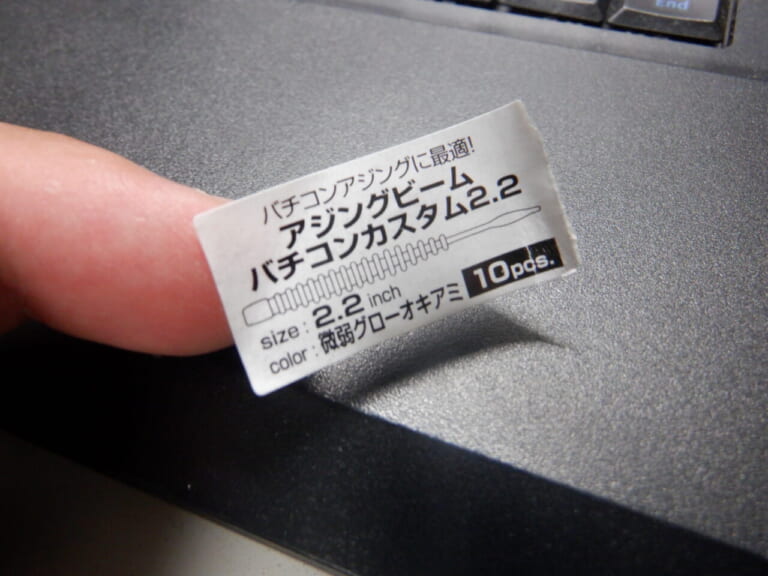 End
バチコンアジングに最適!
アジングビーム
バチコンカスタム2.2
10pcs.
size : 2.2 inch
color : 微弱グローオキアミ